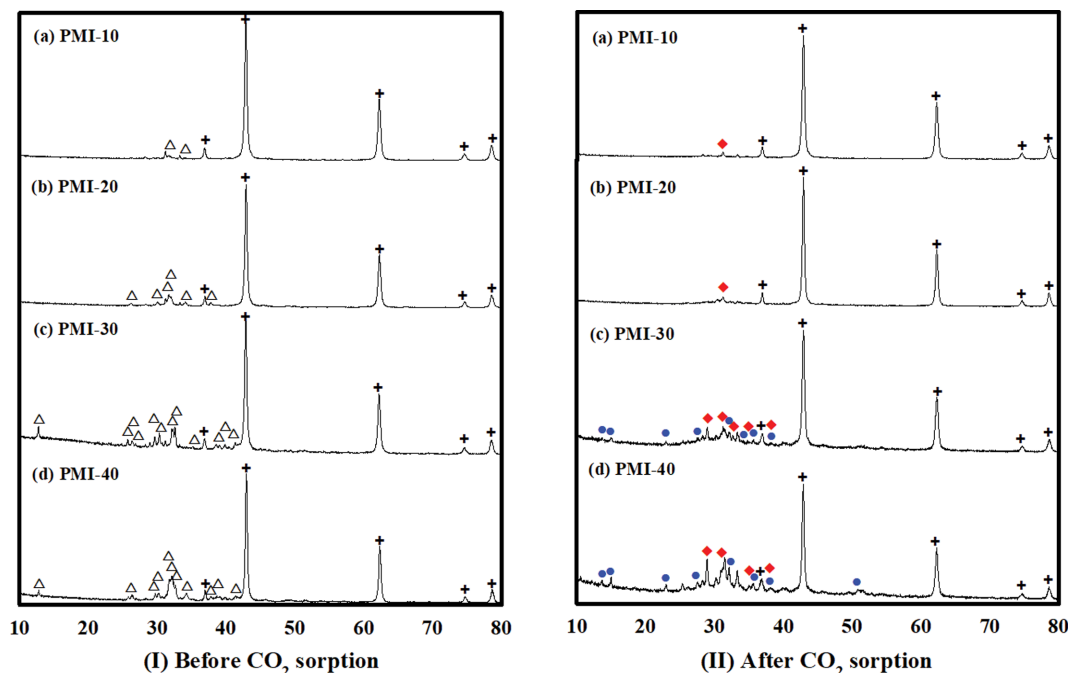 (a) PMI-10
(b) PMI-20
(c) PMI-30
(d) PMI-40
10 20 30 40 50 60 70 80
(I) Before CO₂ sorption
(a) PMI-10
(b) PMI-20
(c) PMI-30
(d) PMI-40
10 20 30 40 50 60 70 80
(II) After CO₂ sorption